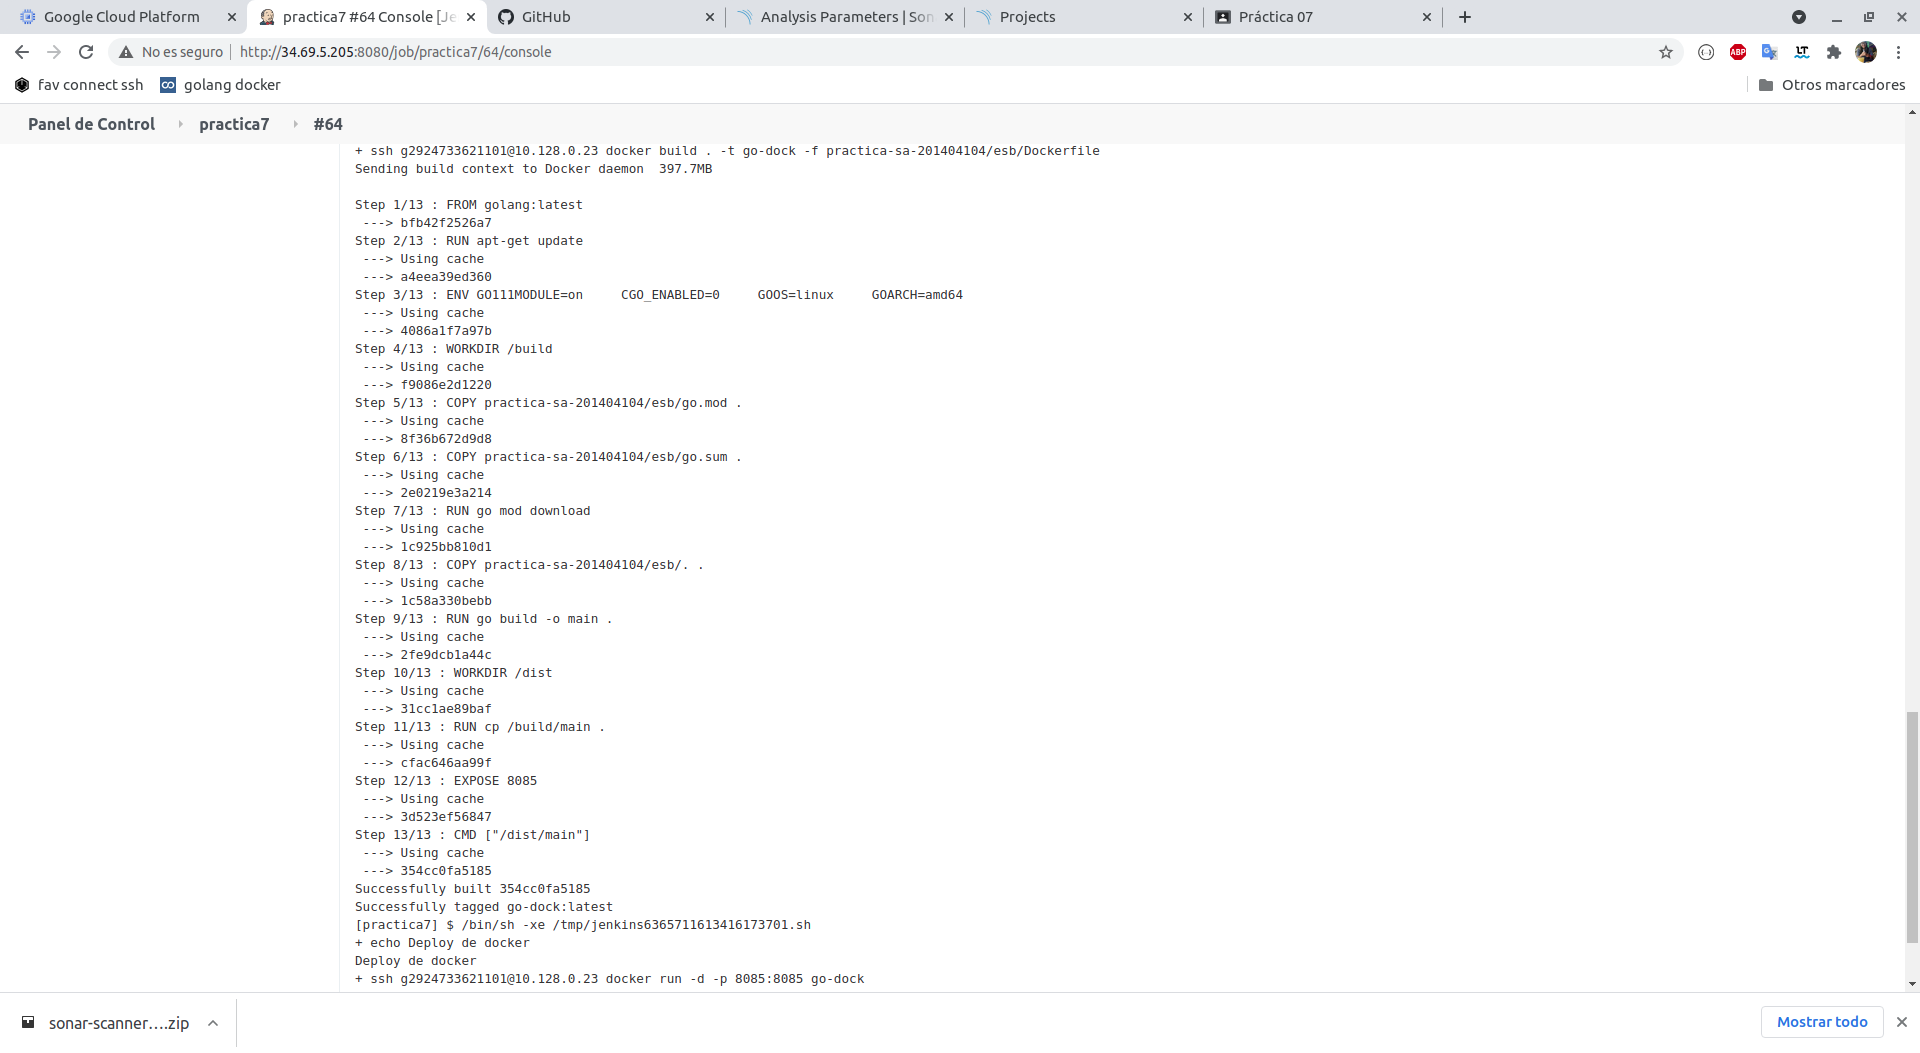 Google Cloud Platform
practica7 #64 Console [Je
GitHub
Analysis Parameters | Son
Projects
Práctica 07
No es seguro
http://34.69.5.205:8080/job/practica7/64/console
ABP
LT
fav connect ssh
golang docker
Otros marcadores
Panel de Control
practica7
#64
+ ssh g2924733621101@10.128.0.23 docker build . -t go-dock -f practica-sa-201404104/esb/Dockerfile
Sending build context to Docker daemon  397.7MB
Step 1/13 : FROM golang:latest
---> bfb42f2526a7
Step 2/13 : RUN apt-get update
---> Using cache
---> a4eea39ed360
Step 3/13 : ENV GO111MODULE=on     CGO_ENABLED=0     GOOS=linux     GOARCH=amd64
---> Using cache
---> 4086a1f7a97b
Step 4/13 : WORKDIR /build
---> Using cache
---> f9086e2d1220
Step 5/13 : COPY practica-sa-201404104/esb/go.mod .
---> Using cache
---> 8f36b672d9d8
Step 6/13 : COPY practica-sa-201404104/esb/go.sum .
---> Using cache
---> 2e0219e3a214
Step 7/13 : RUN go mod download
---> Using cache
---> 1c925bb810d1
Step 8/13 : COPY practica-sa-201404104/esb/. .
---> Using cache
---> 1c58a330bebb
Step 9/13 : RUN go build -o main .
---> Using cache
---> 2fe9dcb1a44c
Step 10/13 : WORKDIR /dist
---> Using cache
---> 31cc1ae89baf
Step 11/13 : RUN cp /build/main .
---> Using cache
---> cfac646aa99f
Step 12/13 : EXPOSE 8085
---> Using cache
---> 3d523ef56847
Step 13/13 : CMD ["/dist/main"]
---> Using cache
---> 354cc0fa5185
Successfully built 354cc0fa5185
Successfully tagged go-dock:latest
[practica7] $ /bin/sh -xe /tmp/jenkins6365711613416173701.sh
+ echo Deploy de docker
Deploy de docker
+ ssh g2924733621101@10.128.0.23 docker run -d -p 8085:8085 go-dock
sonar-scanner....zip
Mostrar todo